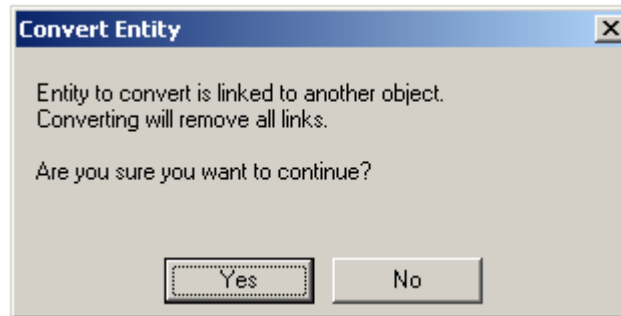 Convert Entity
Entity to convert is linked to another object.
Converting will remove all links.
Are you sure you want to continue?
Yes
No